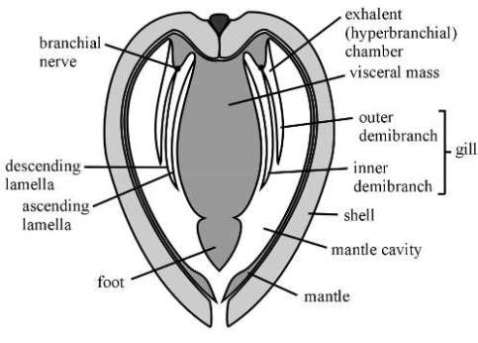 branchial
nerve
descending
lamella
ascending
lamella
foot
exhalent
(hyperbranchial)
chamber
visceral mass
outer
demibranch
gill
inner
demibranch
shell
mantle cavity
mantle